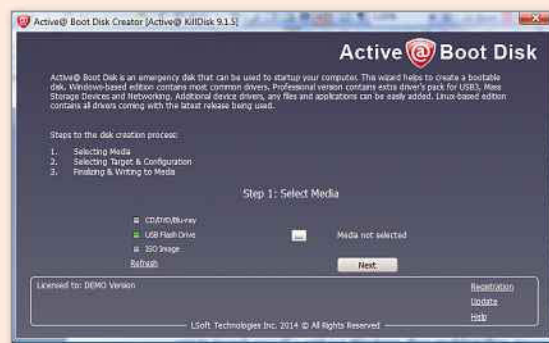 Active@ Boot Disk Creator [Active@ KillDisk 9.1.5]
Active@ Boot Disk
Active@ Boot Disk is an emergency disk that can be used to startup your computer. This wizard helps to create a bootable
disk. Windows-based edition contains most common drivers. Professional version contains extra driver's pack for USB3, Mass
Storage Devices and Networking. Additional device drivers, any files and applications can be easily added. Linux-based edition
contains all drivers coming with the latest release being used.
Steps to the disk creation process:
1. Selecting Media
2. Selecting Target & Configuration
3. Finalizing & Writing to Media
Step 1: Select Media
CD/DVD/Blu-ray
USB Flash Drive
... Media not selected
ISO Image
Refresh
Next
Licensed to: DEMO Version
Registration
Update
Help
LSoft Technologies Inc. 2014 © All Rights Reserved